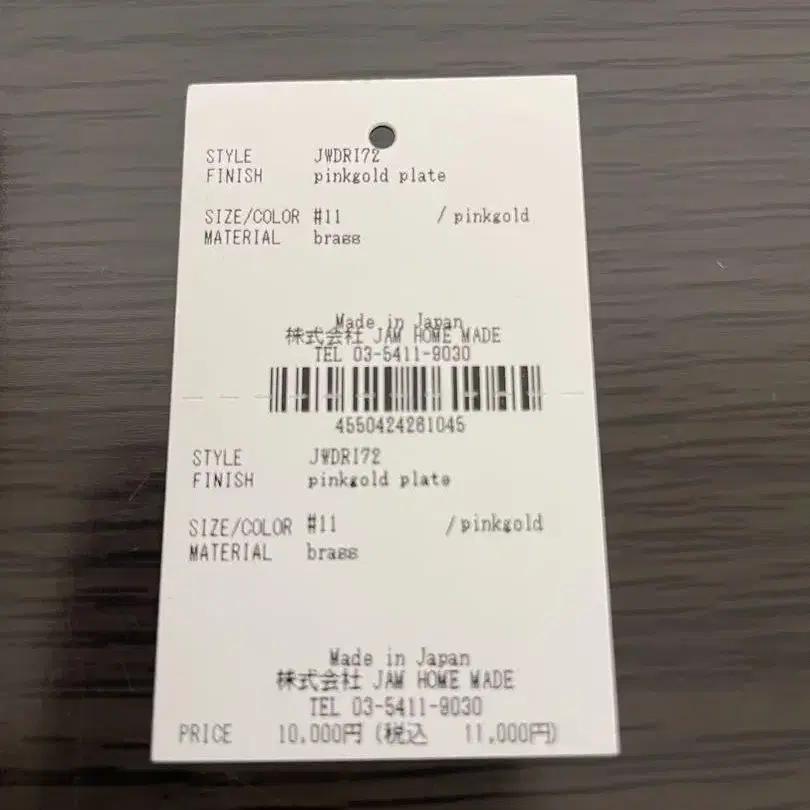 STYLE JWDRI72
FINISH pinkgold plate
SIZE/COLOR #11 / pinkgold
MATERIAL brass
Made in Japan
株式会社 JAM HOME MADE
TEL 03-5411-9030
4550424261045
STYLE JWDRI72
FINISH pinkgold plate
SIZE/COLOR #11 / pinkgold
MATERIAL brass
Made in Japan
株式会社 JAM HOME MADE
TEL 03-5411-9030
PRICE 10,000円 (税込 11,000円)